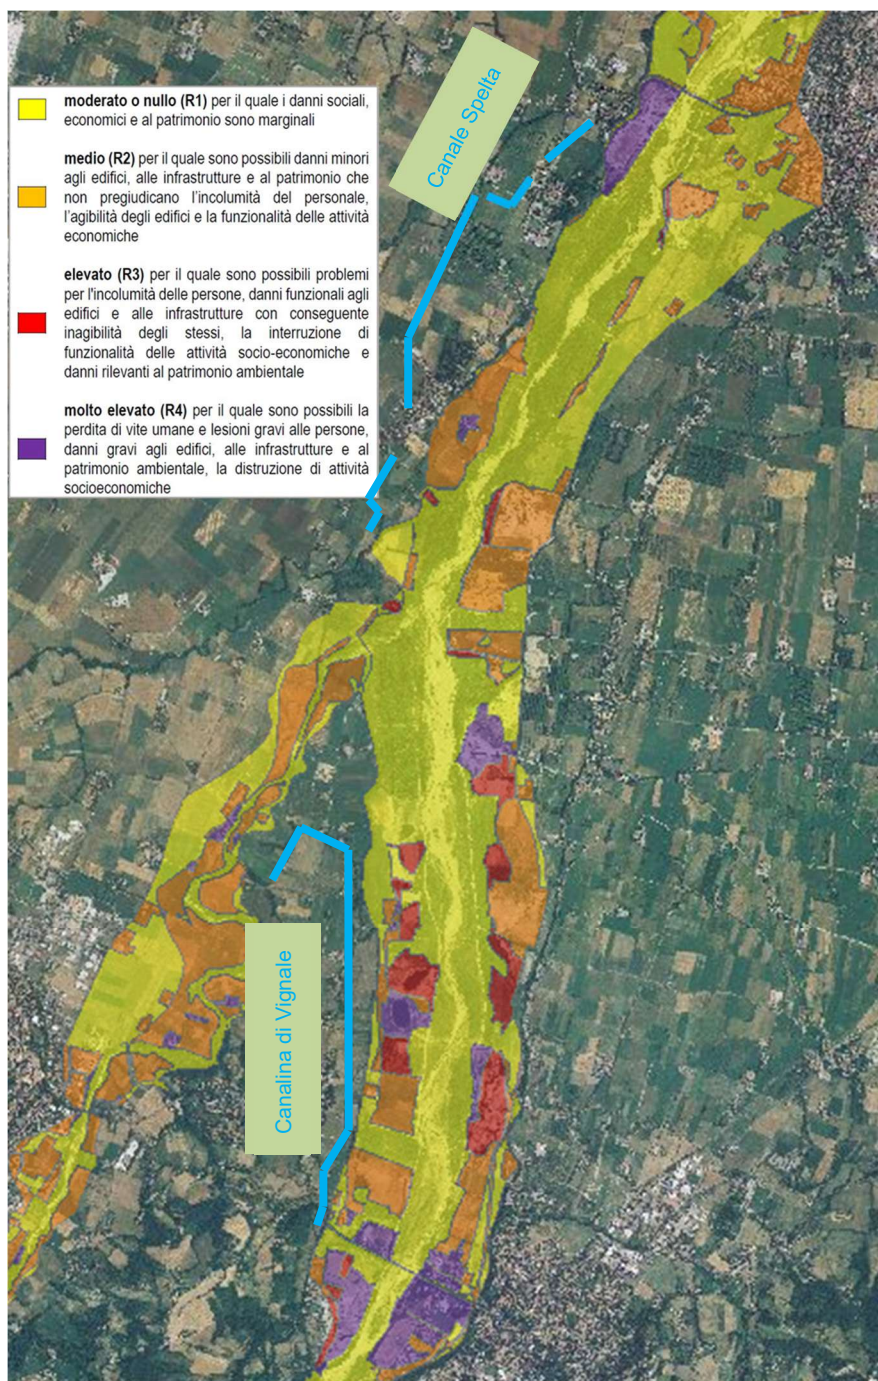 moderato o nullo (R1) per il quale i danni sociali,
economici e al patrimonio sono marginali
medio (R2) per il quale sono possibili danni minori
agli edifici, alle infrastrutture e al patrimonio che
non pregiudicano l'incolumità del personale,
l'agibilità degli edifici e la funzionalità delle attività
economiche
elevato (R3) per il quale sono possibili problemi
per l'incolumità delle persone, danni funzionali agli
edifici e alle infrastrutture con conseguente
inagibilità degli stessi, la interruzione di
funzionalità delle attività socio-economiche e
danni rilevanti al patrimonio ambientale
molto elevato (R4) per il quale sono possibili la
perdita di vite umane e lesioni gravi alle persone,
danni gravi agli edifici, alle infrastrutture e al
patrimonio ambientale, la distruzione di attività
socioeconomiche
Canale Spelta
Canalina di Vignale